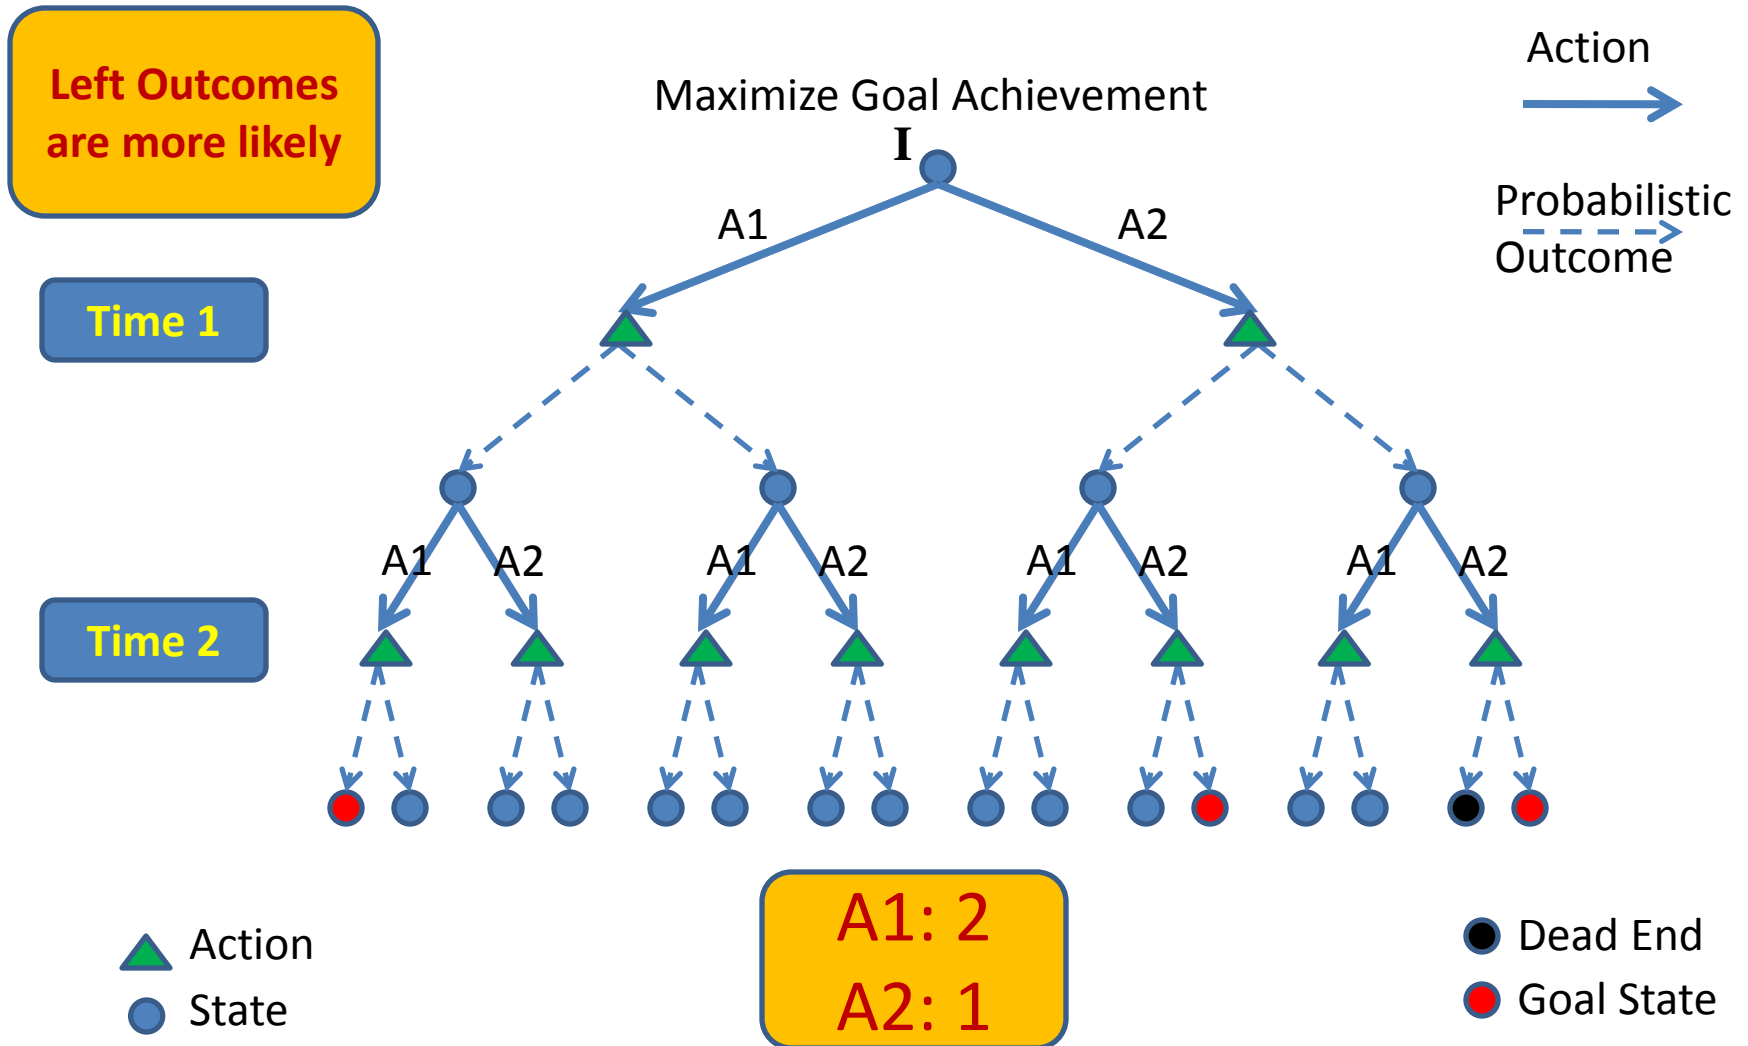 Left Outcomes
are more likely
Maximize Goal Achievement
I
Action
Probabilistic
Outcome
A1
A2
Time 1
A1
A2
A1
A2
A1
A2
A1
A2
Time 2
A1: 2
A2: 1
Action
State
Dead End
Goal State